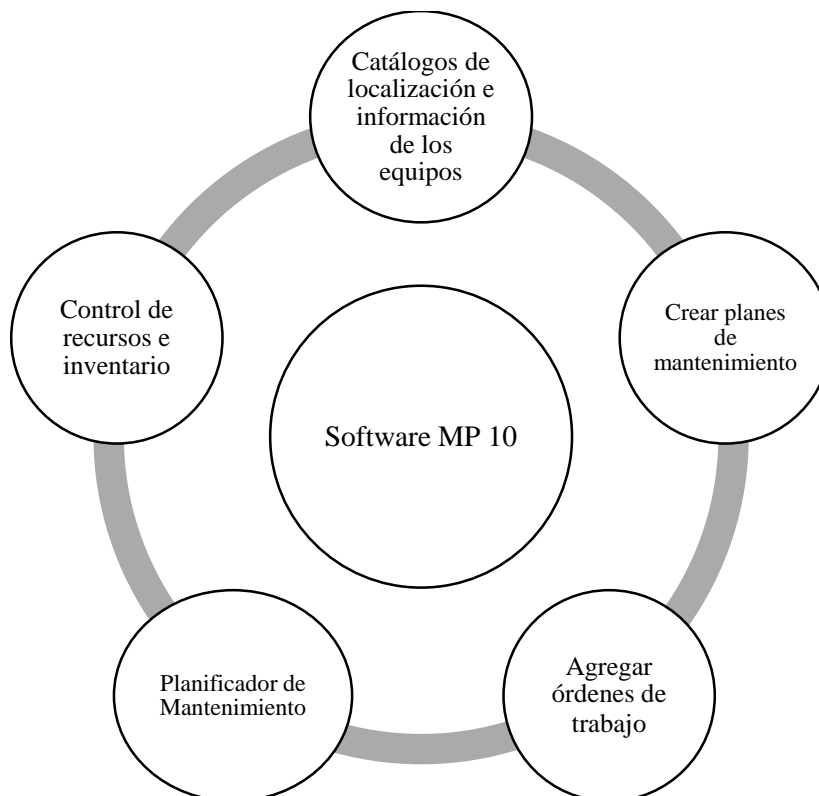 Catálogos de
localización e
información
de los
equipos
Crear planes
de
mantenimiento
Agregar
órdenes de
trabajo
Planificador de
Mantenimiento
Control de
recursos e
inventario
Software MP 10